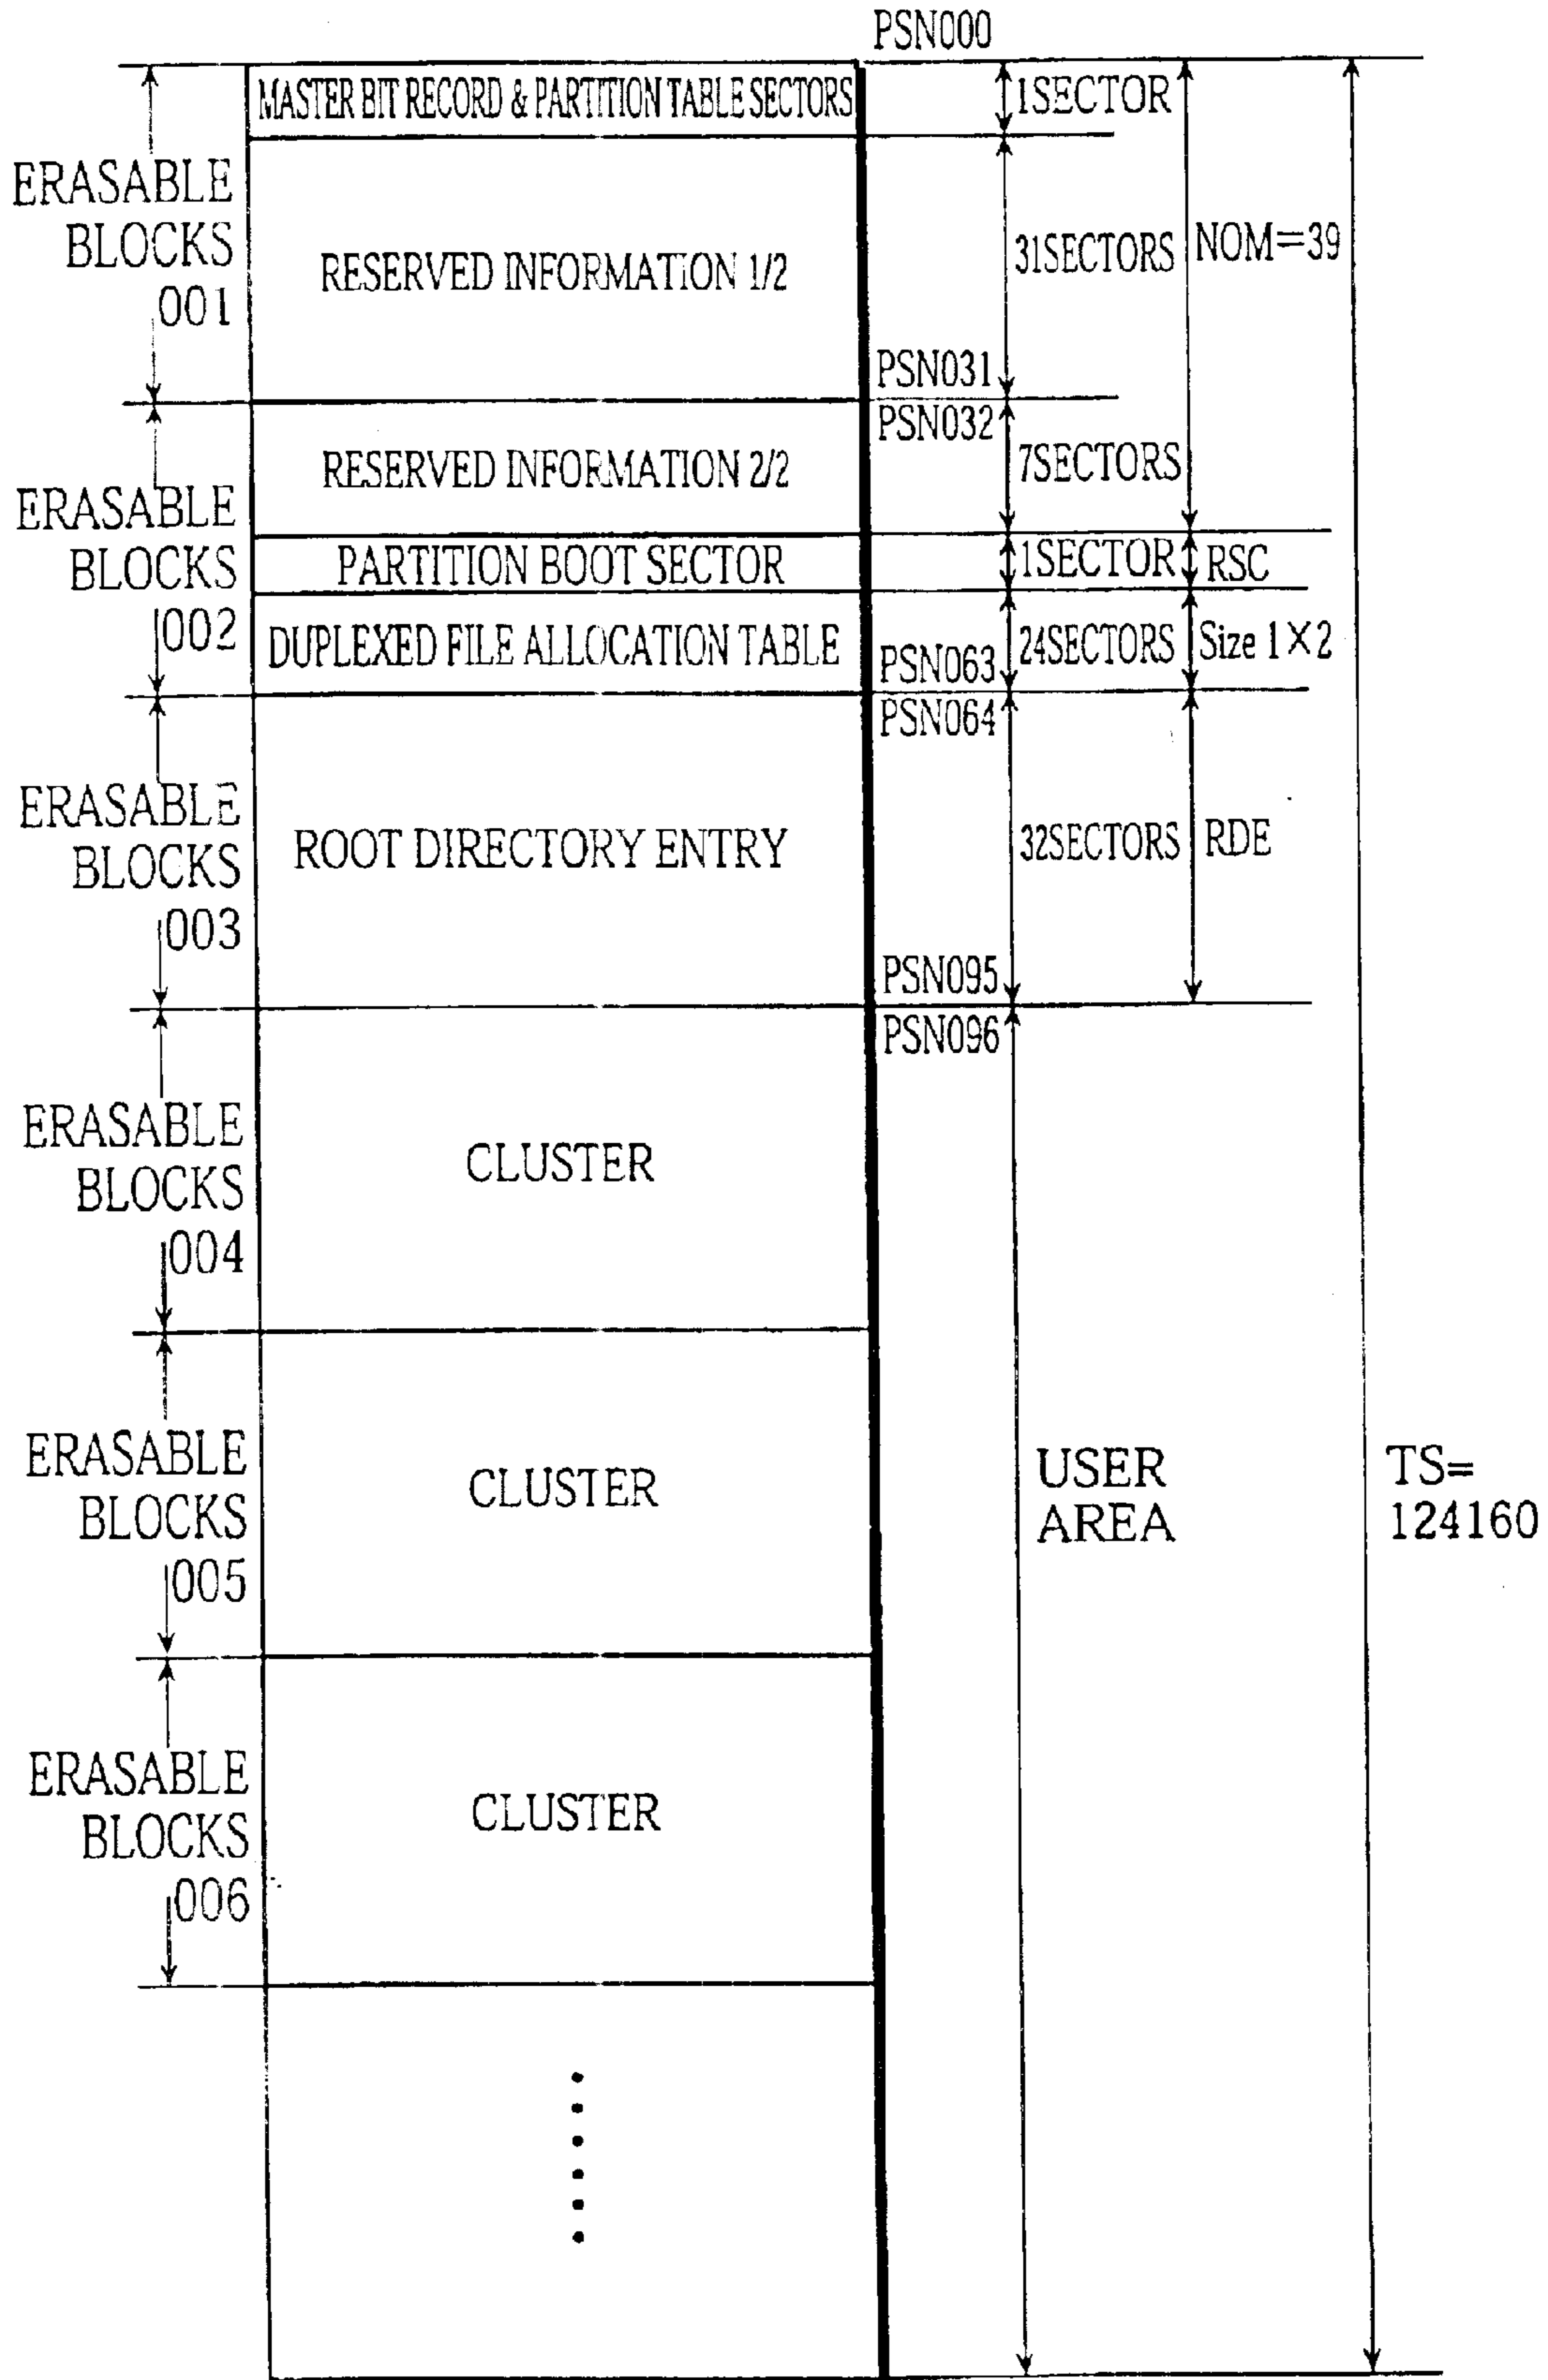 PSN000
MASTER BIT RECORD & PARTITION TABLE SECTORS
1SECTOR
ERASABLE
BLOCKS
001
RESERVED INFORMATION 1/2
31SECTORS
NOM=39
PSN031
PSN032
RESERVED INFORMATION 2/2
7SECTORS
ERASABLE
BLOCKS
002
PARTITION BOOT SECTOR
1SECTOR
RSC
DUPLEXED FILE ALLOCATION TABLE
PSN063
24SECTORS
Size 1×2
PSN064
ERASABLE
BLOCKS
003
ROOT DIRECTORY ENTRY
32SECTORS
RDE
PSN095
PSN096
ERASABLE
BLOCKS
004
CLUSTER
ERASABLE
BLOCKS
005
CLUSTER
USER
AREA
TS=
124160
ERASABLE
BLOCKS
006
CLUSTER